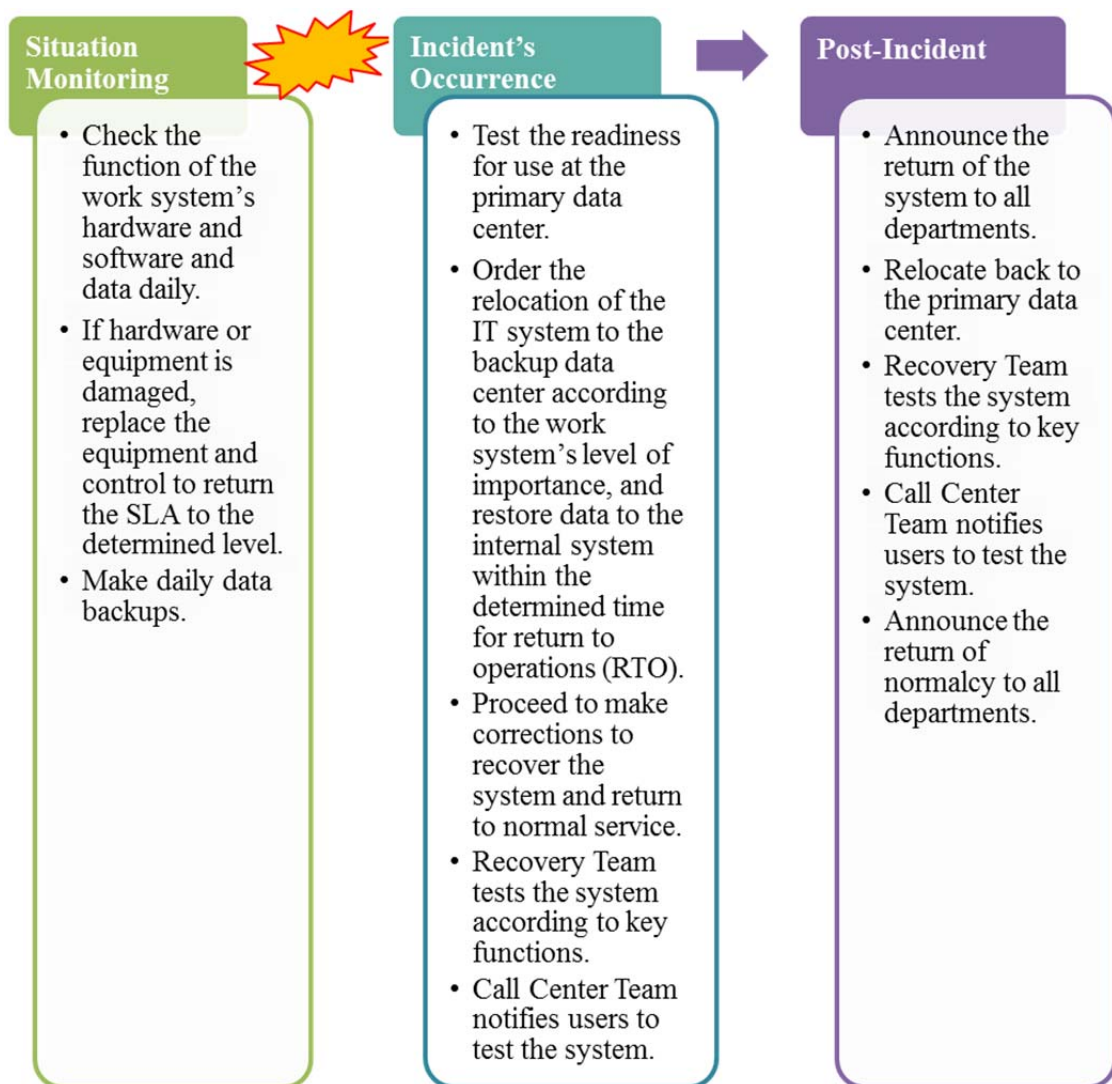 Situation
Monitoring
• Check the
function of the
work system's
hardware and
software and
data daily.
• If hardware or
equipment is
damaged,
replace the
equipment and
control to return
the SLA to the
determined level.
• Make daily data
backups.
Incident's
Occurrence
• Test the readiness
for use at the
primary data
center.
• Order the
relocation of the
IT system to the
backup data
center according
to the work
system's level of
importance, and
restore data to the
internal system
within the
determined time
for return to
operations (RTO).
• Proceed to make
corrections to
recover the
system and return
to normal service.
• Recovery Team
tests the system
according to key
functions.
• Call Center Team
notifies users to
test the system.
Post-Incident
• Announce the
return of the
system to all
departments.
• Relocate back to
the primary data
center.
• Recovery Team
tests the system
according to key
functions.
• Call Center
Team notifies
users to test the
system.
• Announce the
return of
normalcy to all
departments.